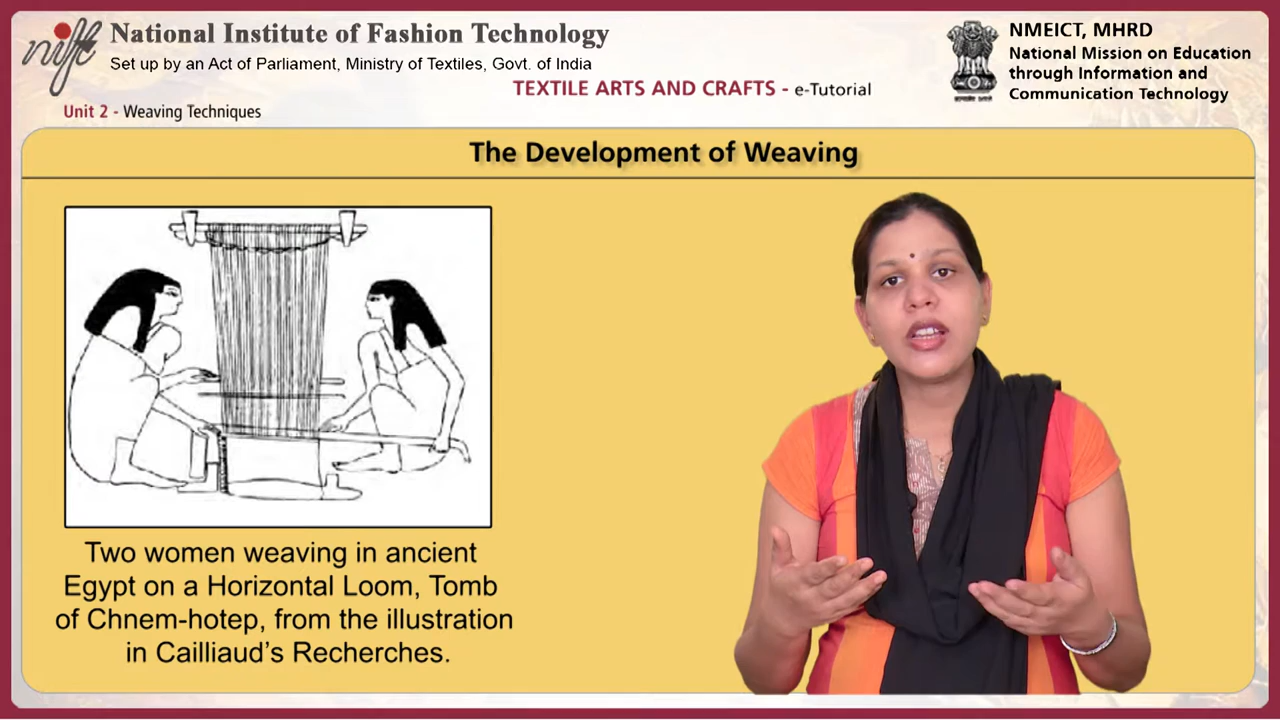 nift
National Institute of Fashion Technology
Set up by an Act of Parliament, Ministry of Textiles, Govt. of India
NMEICT, MHRD
National Mission on Education
through Information and
Communication Technology
TEXTILE ARTS AND CRAFTS - e-Tutorial
Unit 2 - Weaving Techniques
The Development of Weaving
Two women weaving in ancient
Egypt on a Horizontal Loom, Tomb
of Chnem-hotep, from the illustration
in Cailliaud's Recherches.